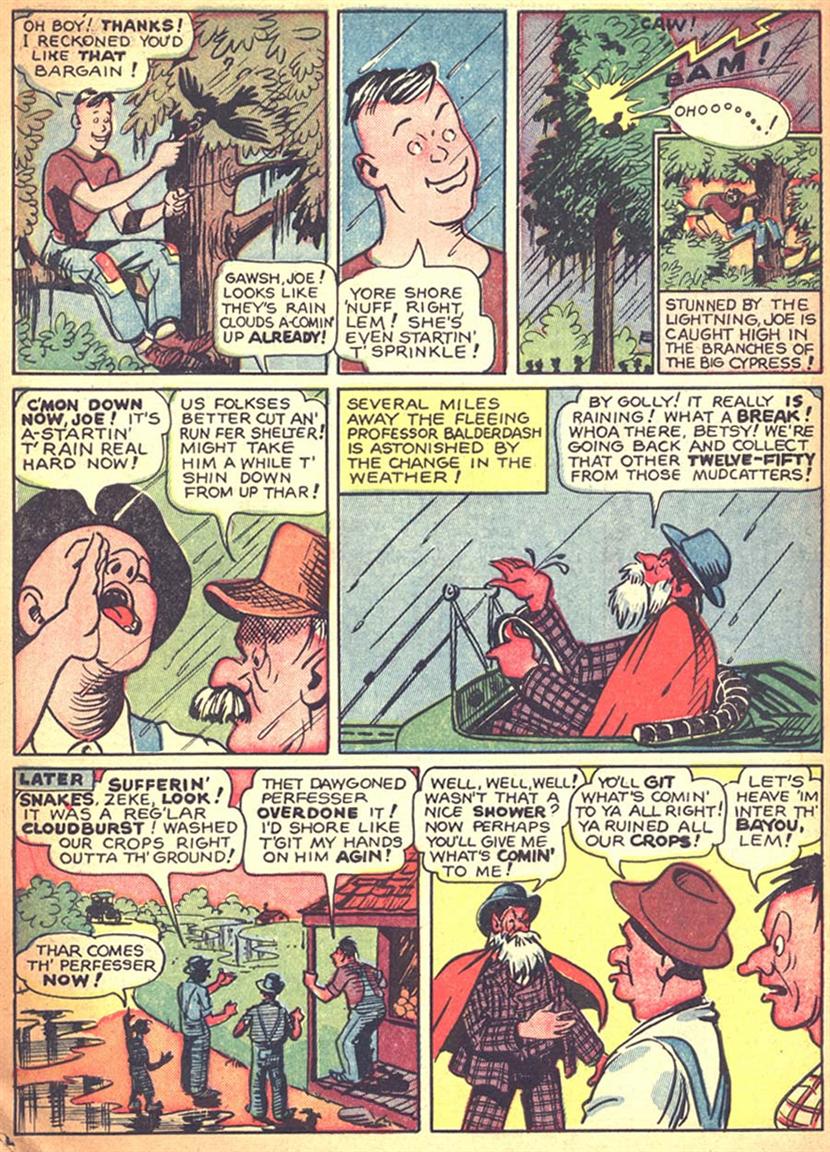 OH BOY! THANKS!
I RECKONED YOU'D
LIKE THAT
BARGAIN!
GAWSH, JOE!
LOOKS LIKE
THEY'S RAIN
CLOUDS A-COMIN'
UP ALREADY!
YORE SHORE
'NUFF RIGHT,
LEM! SHE'S
EVEN STARTIN'
T' SPRINKLE!
CAW!
BAM!
OHOOoooo!
STUNNED BY THE
LIGHTNING, JOE IS
CAUGHT HIGH IN
THE BRANCHES OF
THE BIG CYPRESS!
C'MON DOWN
NOW, JOE! IT'S
A-STARTIN'
T' RAIN REAL
HARD NOW!
US FOLKSES
BETTER CUT AN'
RUN FER SHELTER!
MIGHT TAKE
HIM A WHILE T'
SHIN DOWN
FROM UP THAR!
SEVERAL MILES
AWAY THE FLEEING
PROFESSOR BALDERDASH
IS ASTONISHED BY
THE CHANGE IN THE
WEATHER!
BY GOLLY! IT REALLY IS
RAINING! WHAT A BREAK!
WHOA THERE, BETSY! WE'RE
GOING BACK AND COLLECT
THAT OTHER TWELVE-FIFTY
FROM THOSE MUDCATTERS!
LATER
SUFFERIN'
SNAKES, ZEKE, LOOK!
IT WAS A REG'LAR
CLOUDBURST! WASHED
OUR CROPS RIGHT
OUTTA TH' GROUND!
THET DAWGONED
PERFESSER
OVERDONE IT!
I'D SHORE LIKE
T'GIT MY HANDS
ON HIM AGIN!
THAR COMES
TH' PERFESSER
NOW!
WELL, WELL, WELL!
WASN'T THAT A
NICE SHOWER?
NOW PERHAPS
YOU'LL GIVE ME
WHAT'S COMIN'
TO ME!
YO'LL GIT
WHAT'S COMIN'
TO YA ALL RIGHT!
YA RUINED ALL
OUR CROPS!
LET'S
HEAVE 'IM
INTER TH'
BAYOU,
LEM!